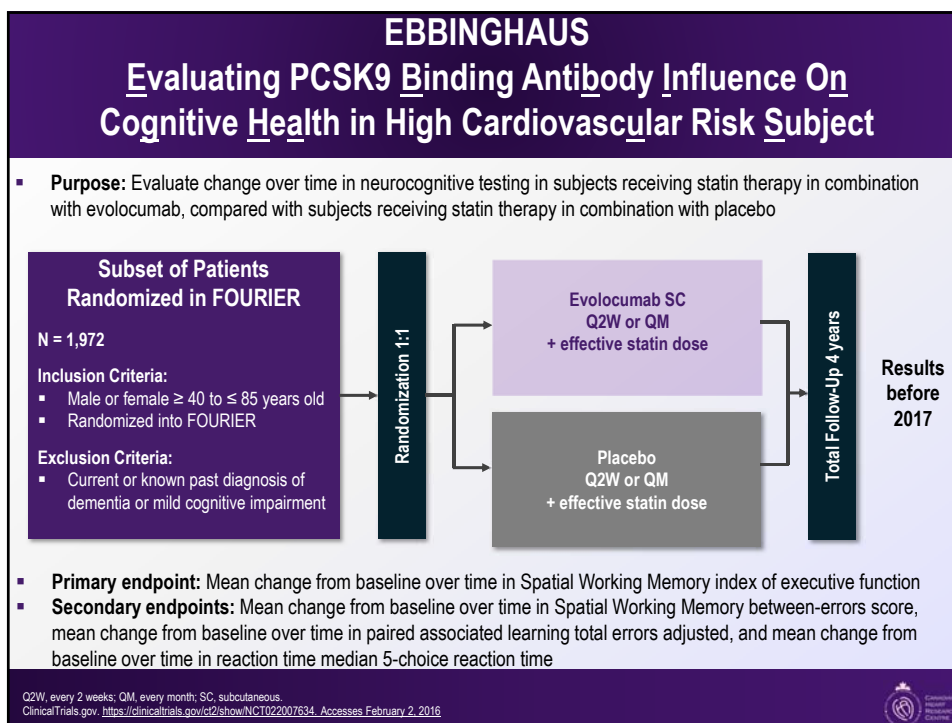 EBBINGHAUS
Evaluating PCSK9 Binding Antibody Influence On
Cognitive Health in High Cardiovascular Risk Subject
▪ Purpose: Evaluate change over time in neurocognitive testing in subjects receiving statin therapy in combination
with evolocumab, compared with subjects receiving statin therapy in combination with placebo
Subset of Patients
Randomized in FOURIER
N = 1,972
Inclusion Criteria:
▪ Male or female ≥ 40 to ≤ 85 years old
▪ Randomized into FOURIER
Exclusion Criteria:
▪ Current or known past diagnosis of
dementia or mild cognitive impairment
Randomization 1:1
Evolocumab SC
Q2W or QM
+ effective statin dose
Placebo
Q2W or QM
+ effective statin dose
Total Follow-Up 4 years
Results
before
2017
▪ Primary endpoint: Mean change from baseline over time in Spatial Working Memory index of executive function
▪ Secondary endpoints: Mean change from baseline over time in Spatial Working Memory between-errors score,
mean change from baseline over time in paired associated learning total errors adjusted, and mean change from
baseline over time in reaction time median 5-choice reaction time
Q2W, every 2 weeks; QM, every month; SC, subcutaneous.
ClinicalTrials.gov. https://clinicaltrials.gov/ct2/show/NCT022007634. Accesses February 2, 2016
CANADIAN
HEART
RESEARCH
CENTRE